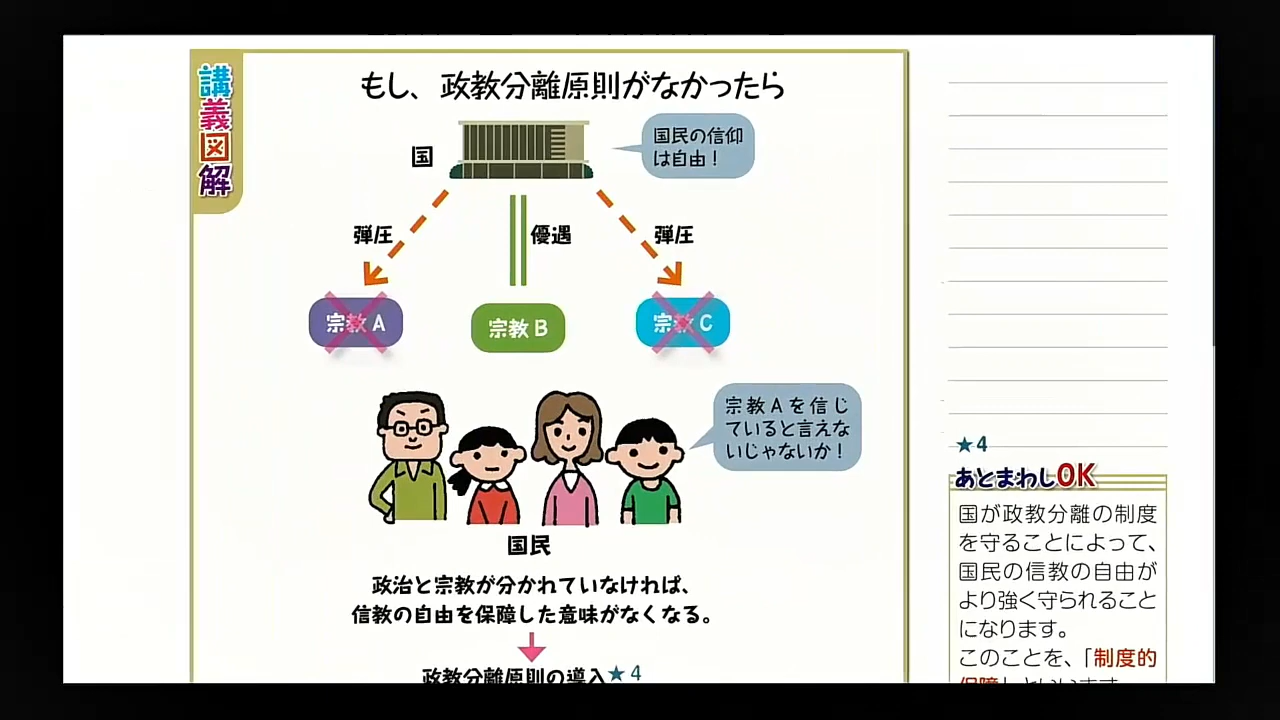 講義図解
もし、政教分離原則がなかったら
国
国民の信仰
は自由！
弾圧
優遇
弾圧
宗教A
宗教B
宗教C
宗教Aを信じ
ていると言えな
いじゃないか！
国民
政治と宗教が分かれていなければ、
信教の自由を保障した意味がなくなる。
政教分離原則の導入★4
★4
あとまわしOK
国が政教分離の制度
を守ることによって、
国民の信教の自由が
より強く守られること
になります。
このことを、「制度的
保障」といいます。